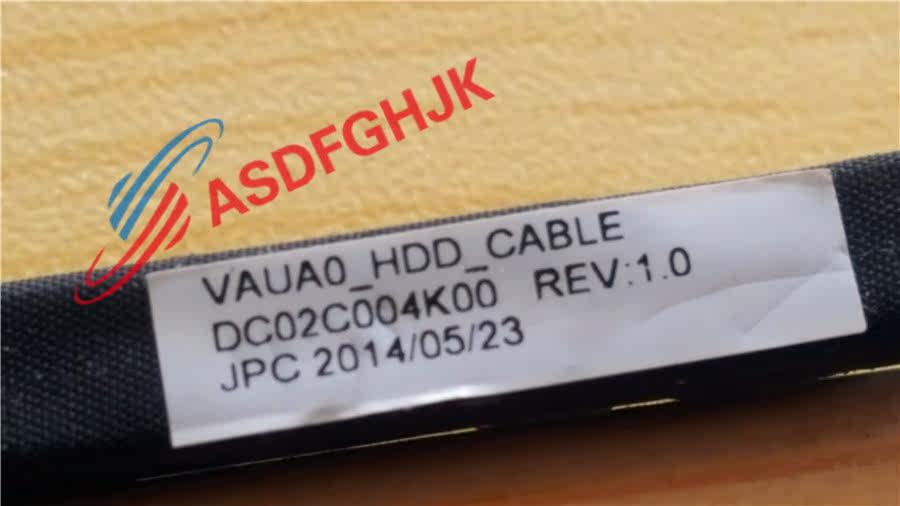 ASDFGHJK
VAUA0_HDD_CABLE
DC02C004K00 REV:1.0
JPC 2014/05/23